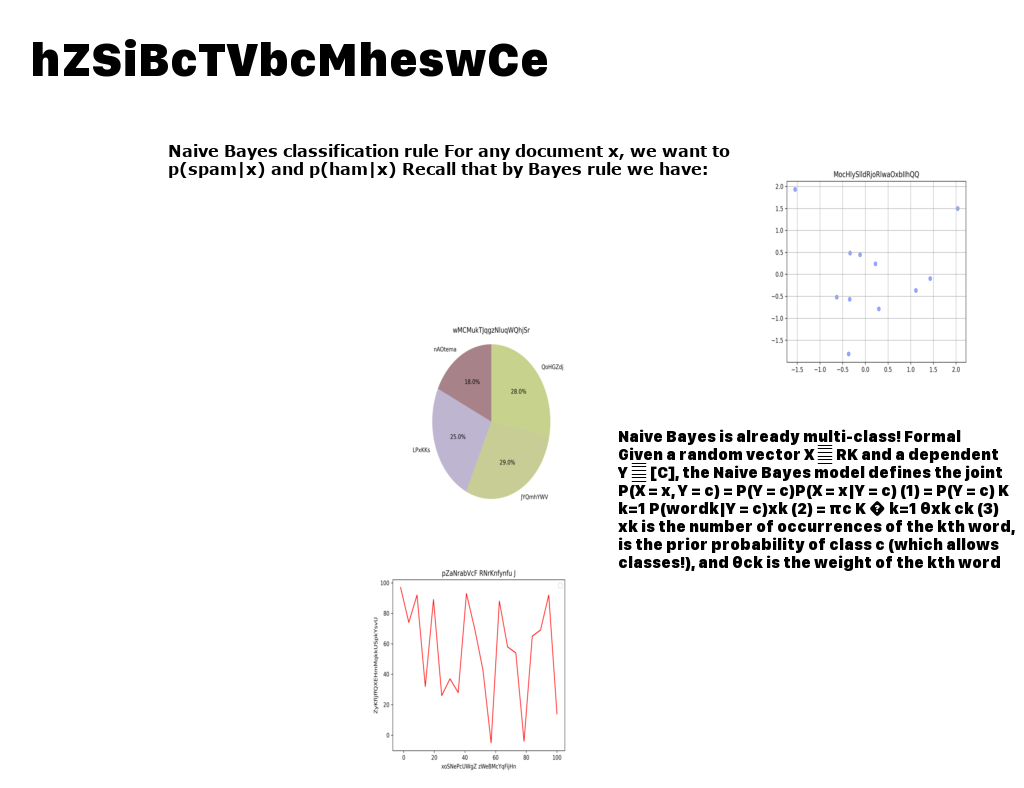 hZSiBcTVbcMheswCe
Naive Bayes classification rule For any document x, we want to
p(spam|x) and p(ham|x) Recall that by Bayes rule we have:
2.0
1.5
1.0
0.5
0.0
−0.5
−1.0
−1.5
−1.5 −1.0 −0.5 0.0 0.5 1.0 1.5 2.0
nAOtema
QoHGZdj
18.0%
28.0%
25.0%
LPxKKs
29.0%
JYQmhYWV
Naive Bayes is already multi-class! Formal
Given a random vector X RK and a dependent
Y [C], the Naive Bayes model defines the joint
P(X = x, Y = c) = P(Y = c)P(X = x|Y = c) (1) = P(Y = c) K
k=1 P(wordk|Y = c)xk (2) = πc K � k=1 θxk ck (3)
xk is the number of occurrences of the kth word,
is the prior probability of class c (which allows
classes!), and θck is the weight of the kth word
pZaNrabVcF RNrKnfynfu J
100
80
60
40
20
0
0 20 40 60 80 100